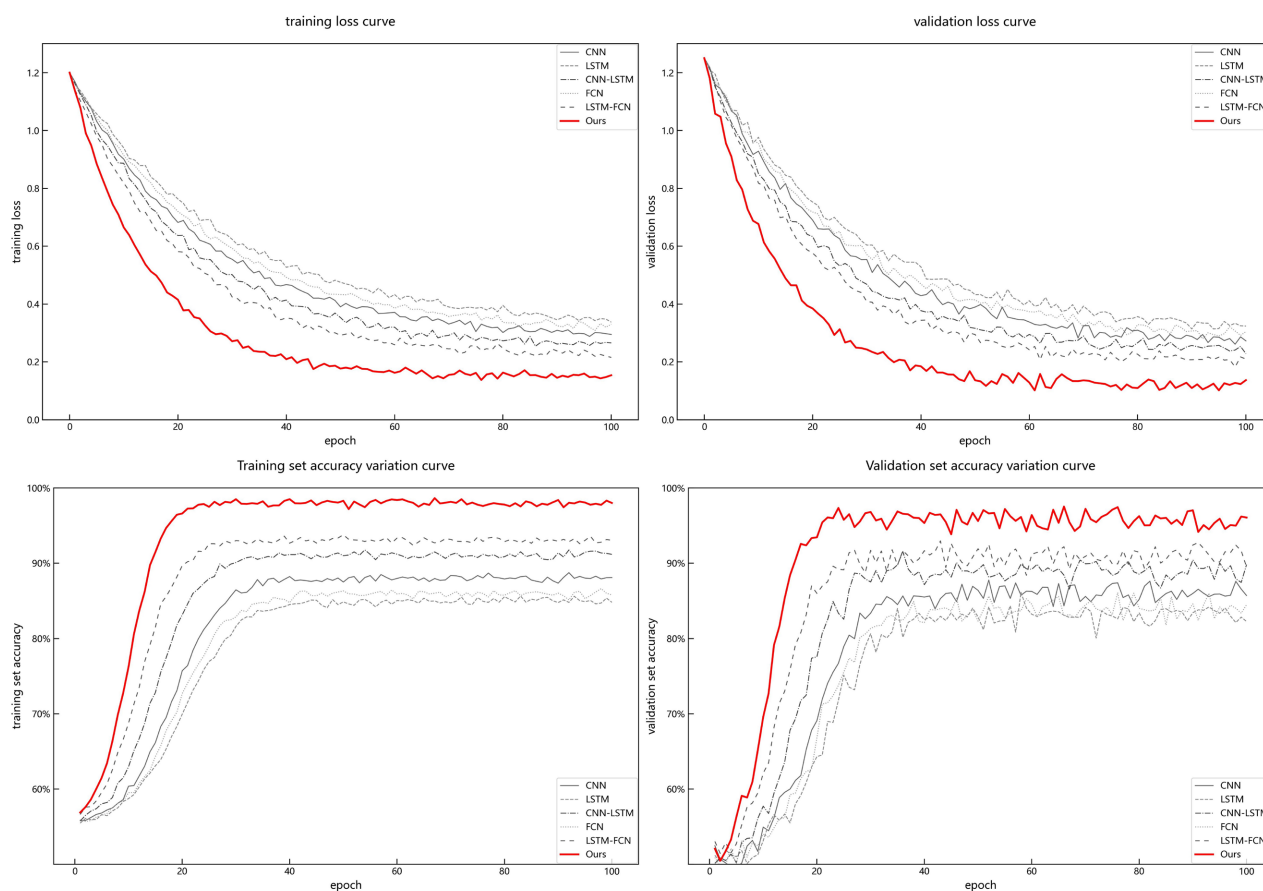 training loss curve
1.2
1.0
0.8
0.6
0.4
0.2
0.0
training loss
0 20 40 60 80 100
epoch
CNN
LSTM
CNN-LSTM
FCN
LSTM-FCN
Ours
validation loss curve
1.2
1.0
0.8
0.6
0.4
0.2
0.0
validation loss
0 20 40 60 80 100
epoch
CNN
LSTM
CNN-LSTM
FCN
LSTM-FCN
Ours
Training set accuracy variation curve
100%
90%
80%
70%
60%
training set accuracy
0 20 40 60 80 100
epoch
CNN
LSTM
CNN-LSTM
FCN
LSTM-FCN
Ours
Validation set accuracy variation curve
100%
90%
80%
70%
60%
validation set accuracy
0 20 40 60 80 100
epoch
CNN
LSTM
CNN-LSTM
FCN
LSTM-FCN
Ours